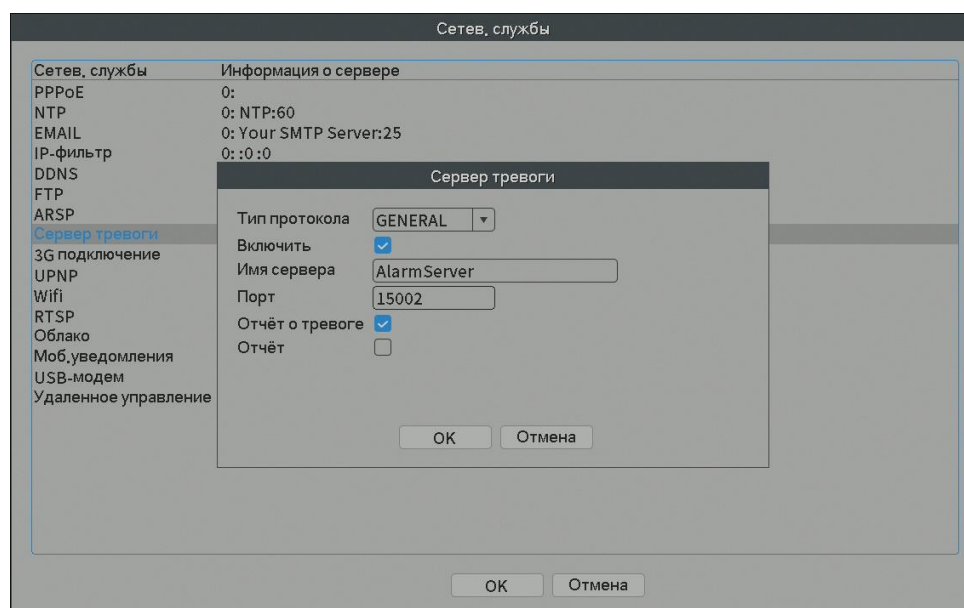 Сетев. службы
Сетев. службы Информация о сервере
PPPoE 0:
NTP 0: NTP:60
EMAIL 0: Your SMTP Server:25
IP-фильтр 0: :0 :0
DDNS
FTP
ARSP
Сервер тревоги
3G подключение
UPNP
Wifi
RTSP
Облако
Моб.уведомления
USB-модем
Удаленное управление
Сервер тревоги
Тип протокола GENERAL
Включить
Имя сервера AlarmServer
Порт 15002
Отчёт о тревоге
Отчёт
OK Отмена
OK Отмена